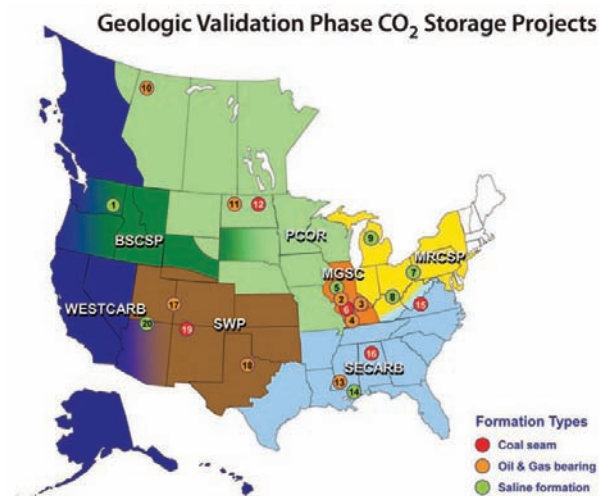 Geologic Validation Phase CO₂ Storage Projects
10
1
11
12
BSCSP
PCOR
9
MRCSP
7
MGSC
5
2
3
8
6
4
15
WESTCARB
17
SWP
20
19
16
18
SECARB
13
14
Formation Types
Coal seam
Oil & Gas bearing
Saline formation